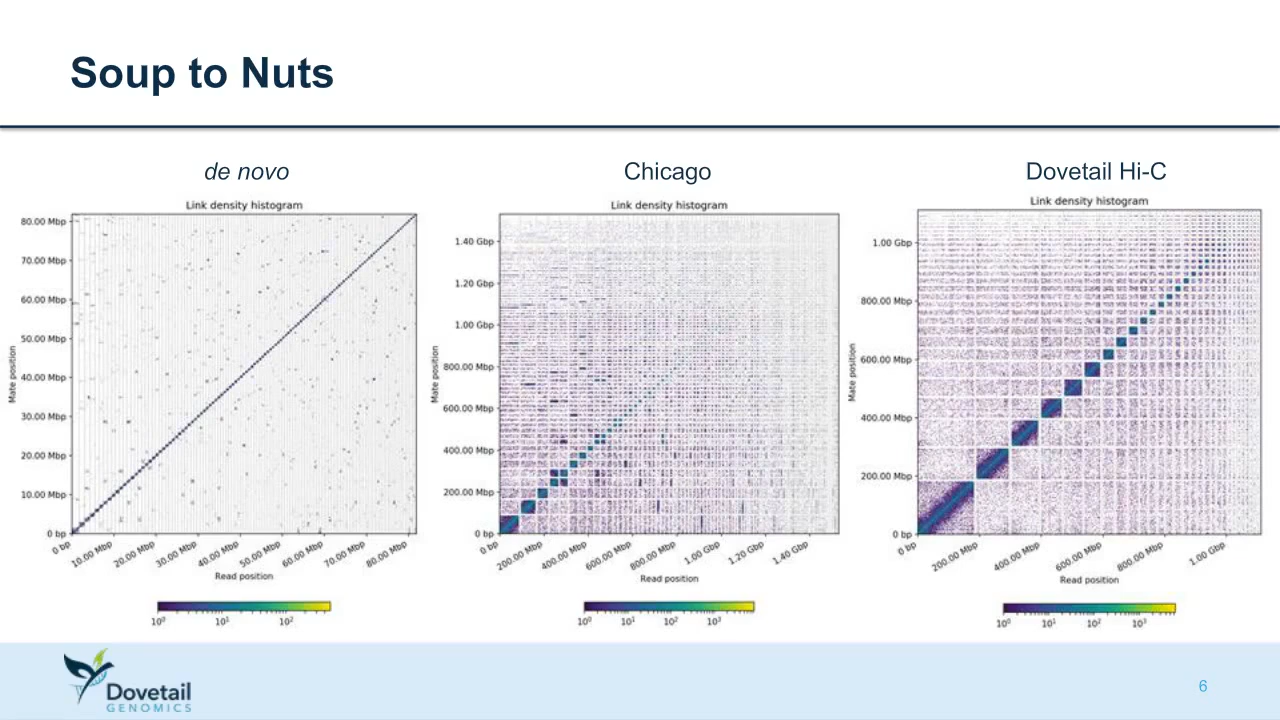 Soup to Nuts
de novo
Link density histogram
80.00 Mbp
70.00 Mbp
60.00 Mbp
50.00 Mbp
40.00 Mbp
30.00 Mbp
20.00 Mbp
10.00 Mbp
0 bp
Mate position
0 bp
10.00 Mbp
20.00 Mbp
30.00 Mbp
40.00 Mbp
50.00 Mbp
60.00 Mbp
70.00 Mbp
80.00 Mbp
Read position
10⁰ 10¹ 10²
Chicago
Link density histogram
1.40 Gbp
1.20 Gbp
1.00 Gbp
800.00 Mbp
600.00 Mbp
400.00 Mbp
200.00 Mbp
0 bp
Mate position
0 bp
200.00 Mbp
400.00 Mbp
600.00 Mbp
800.00 Mbp
1.00 Gbp
1.20 Gbp
1.40 Gbp
Read position
10⁰ 10¹ 10² 10³
Dovetail Hi-C
Link density histogram
1.00 Gbp
800.00 Mbp
600.00 Mbp
400.00 Mbp
200.00 Mbp
0 bp
Mate position
0 bp
200.00 Mbp
400.00 Mbp
600.00 Mbp
800.00 Mbp
1.00 Gbp
Read position
10⁰ 10¹ 10² 10³
Dovetail
GENOMICS
6